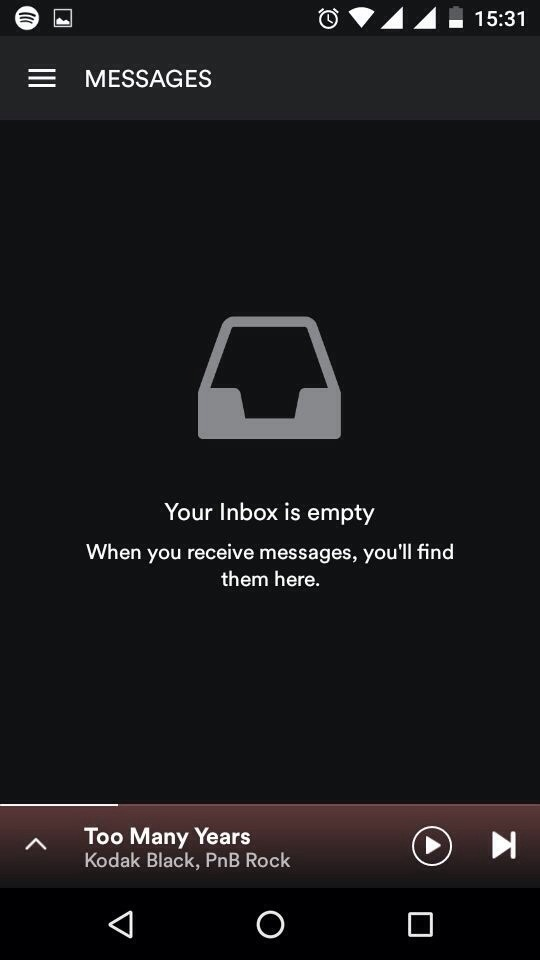 15:31
MESSAGES
Your Inbox is empty
When you receive messages, you'll find
them here.
Too Many Years
Kodak Black, PnB Rock